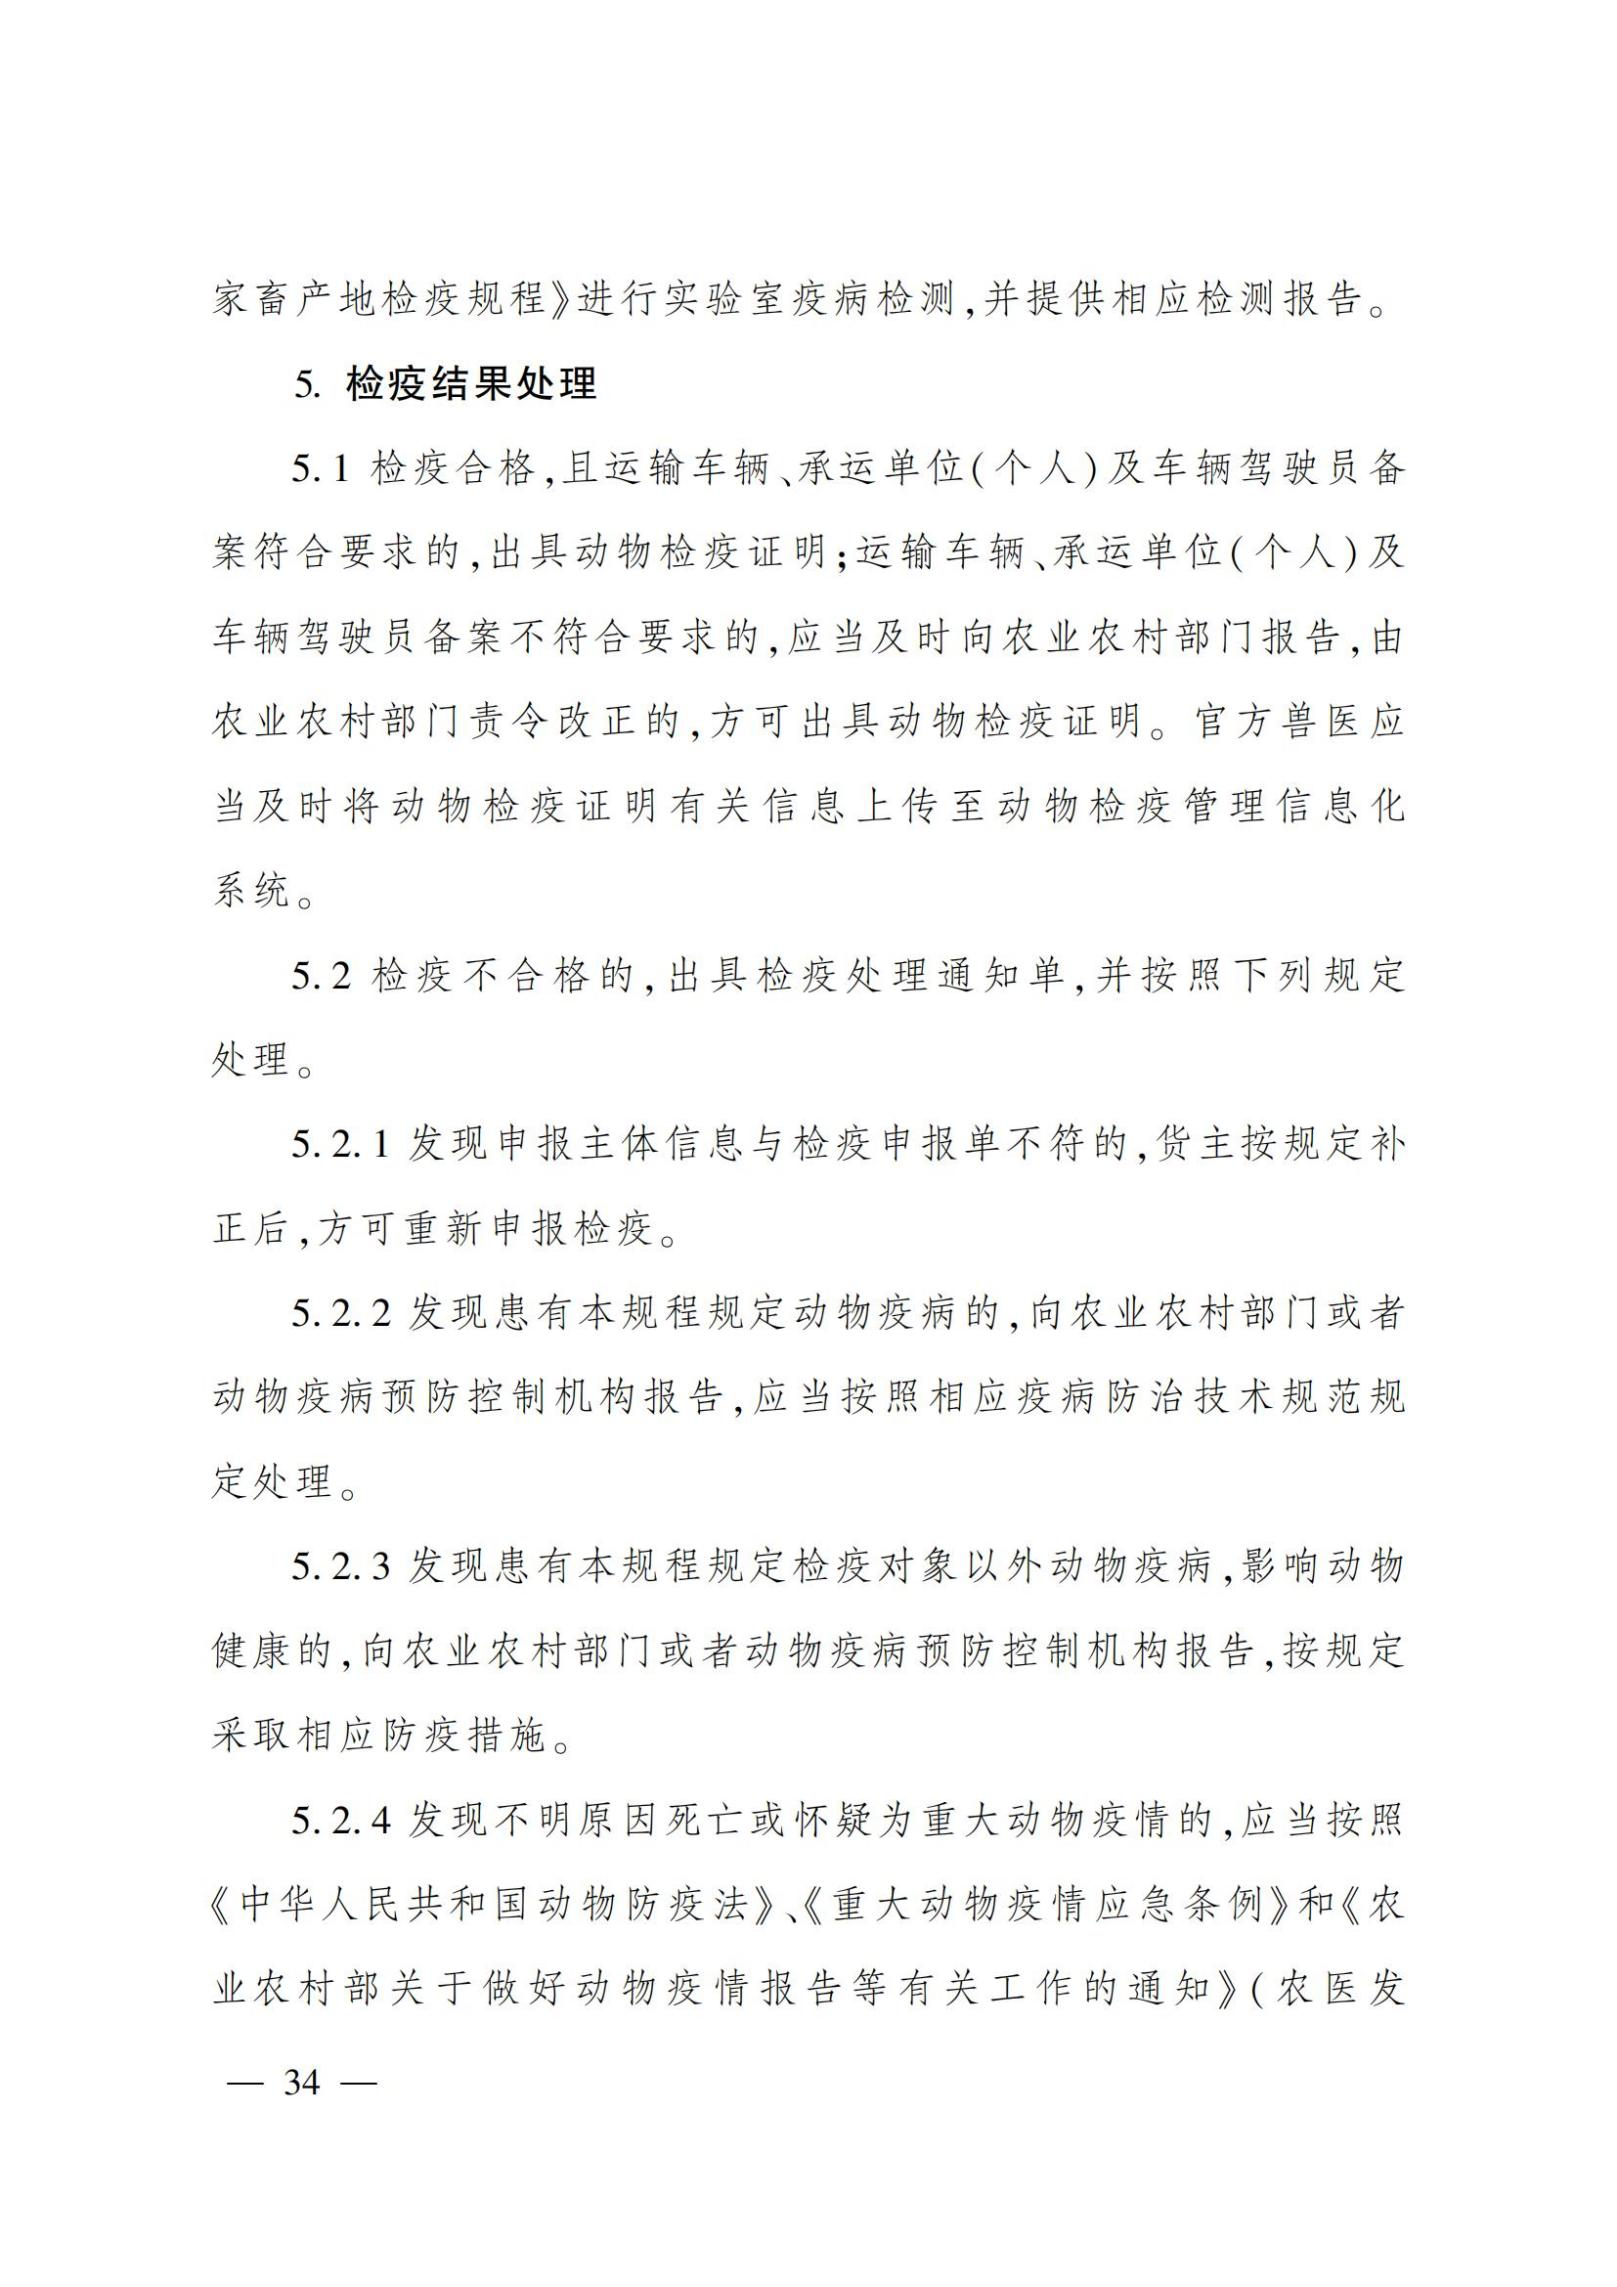 家畜产地检疫规程》进行实验室疫病检测,并提供相应检测报告。
5. 检疫结果处理
5.1 检疫合格,且运输车辆、承运单位(个人)及车辆驾驶员备
案符合要求的,出具动物检疫证明;运输车辆、承运单位(个人)及
车辆驾驶员备案不符合要求的,应当及时向农业农村部门报告,由
农业农村部门责令改正的,方可出具动物检疫证明。官方兽医应
当及时将动物检疫证明有关信息上传至动物检疫管理信息化
系统。
5.2 检疫不合格的,出具检疫处理通知单,并按照下列规定
处理。
5.2.1 发现申报主体信息与检疫申报单不符的,货主按规定补
正后,方可重新申报检疫。
5.2.2 发现患有本规程规定动物疫病的,向农业农村部门或者
动物疫病预防控制机构报告,应当按照相应疫病防治技术规范规
定处理。
5.2.3 发现患有本规程规定检疫对象以外动物疫病,影响动物
健康的,向农业农村部门或者动物疫病预防控制机构报告,按规定
采取相应防疫措施。
5.2.4 发现不明原因死亡或怀疑为重大动物疫情的,应当按照
《中华人民共和国动物防疫法》、《重大动物疫情应急条例》和《农
业农村部关于做好动物疫情报告等有关工作的通知》(农医发
— 34 —